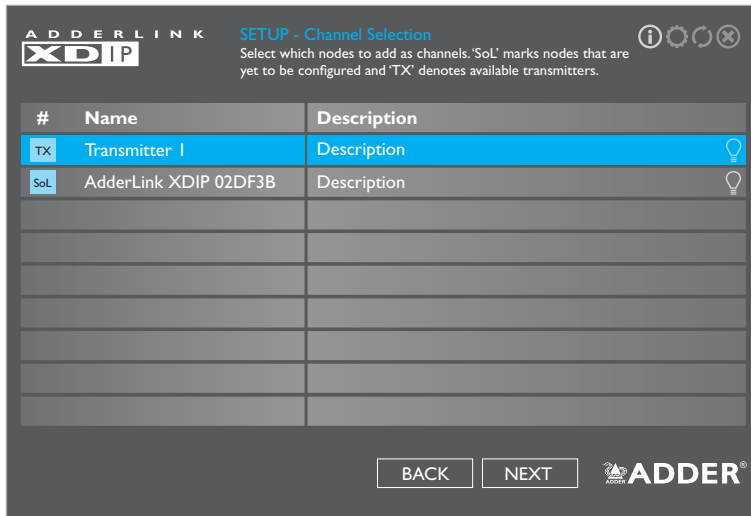 ADDERLINK
XDIP
SETUP - Channel Selection
Select which nodes to add as channels. ‘SoL’ marks nodes that are
yet to be configured and ‘TX’ denotes available transmitters.
i
# Name Description
TX Transmitter 1 Description
SoL AdderLink XDIP 02DF3B Description
BACK NEXT
ADDER ADDER®